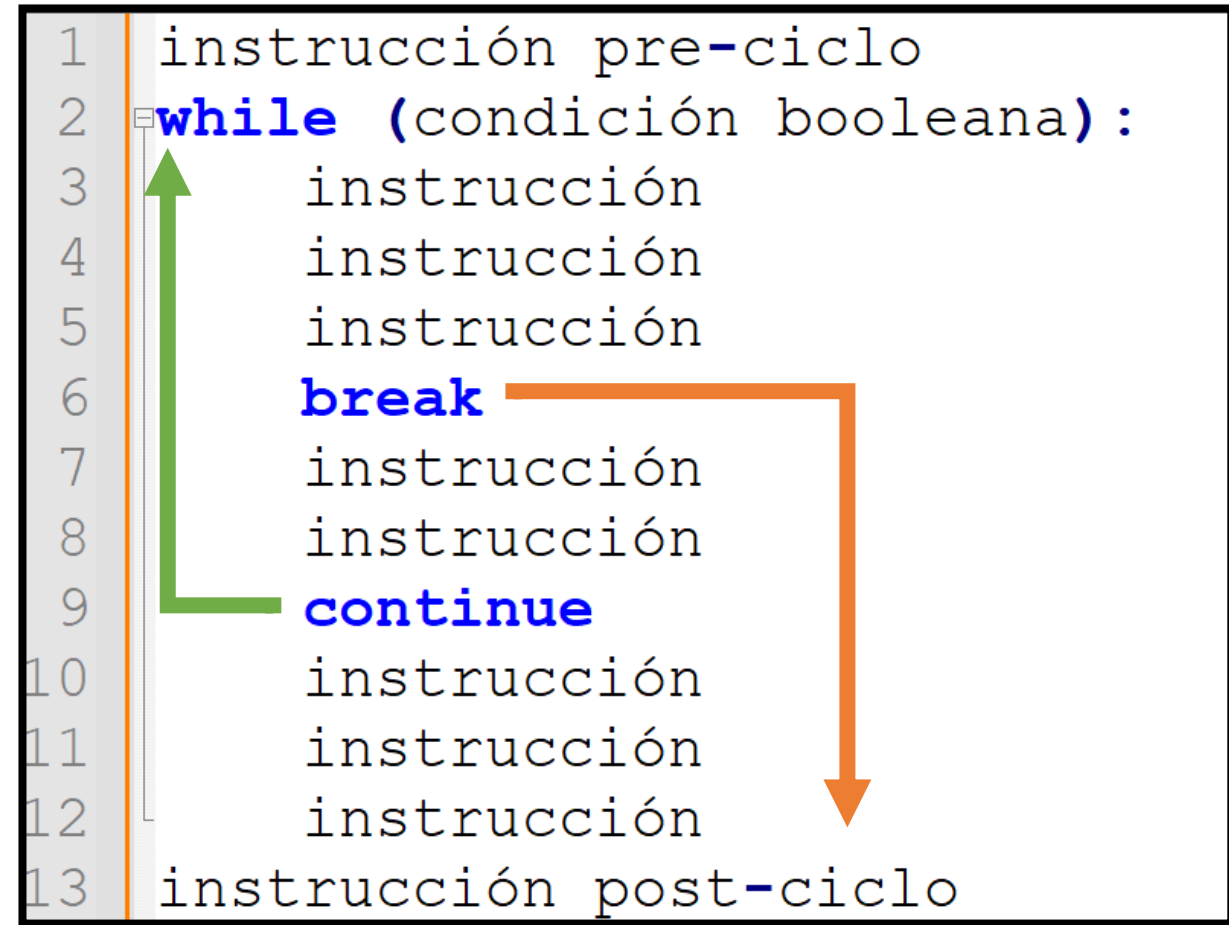 1 instrucción pre-ciclo
2 while (condición booleana):
3 instrucción
4 instrucción
5 instrucción
6 break
7 instrucción
8 instrucción
9 continue
10 instrucción
11 instrucción
12 instrucción
13 instrucción post-ciclo